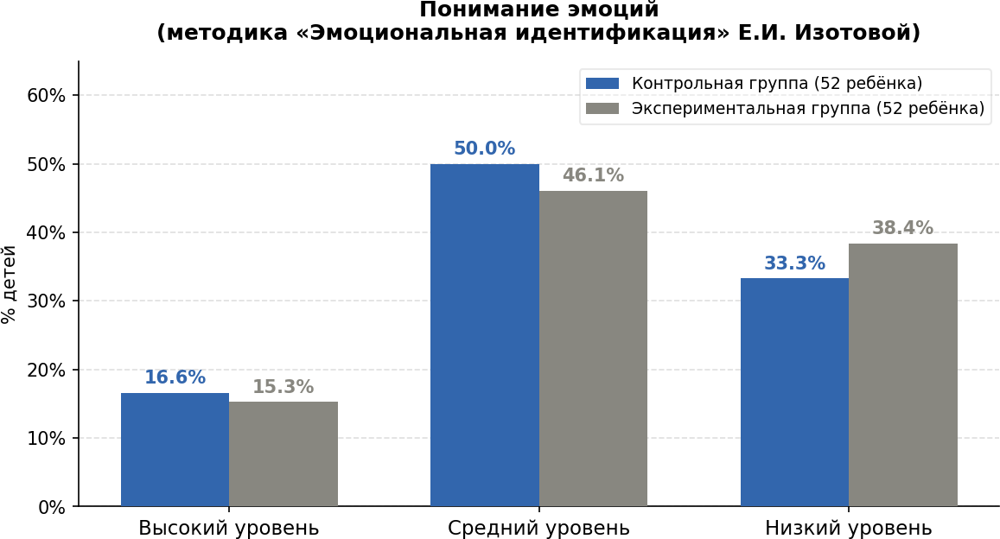 Понимание эмоций
(методика «Эмоциональная идентификация» Е.И. Изотовой)
Контрольная группа (52 ребёнка)
Экспериментальная группа (52 ребёнка)
% детей
60%
50%
40%
30%
20%
10%
0%
16.6%
15.3%
50.0%
46.1%
33.3%
38.4%
Высокий уровень
Средний уровень
Низкий уровень